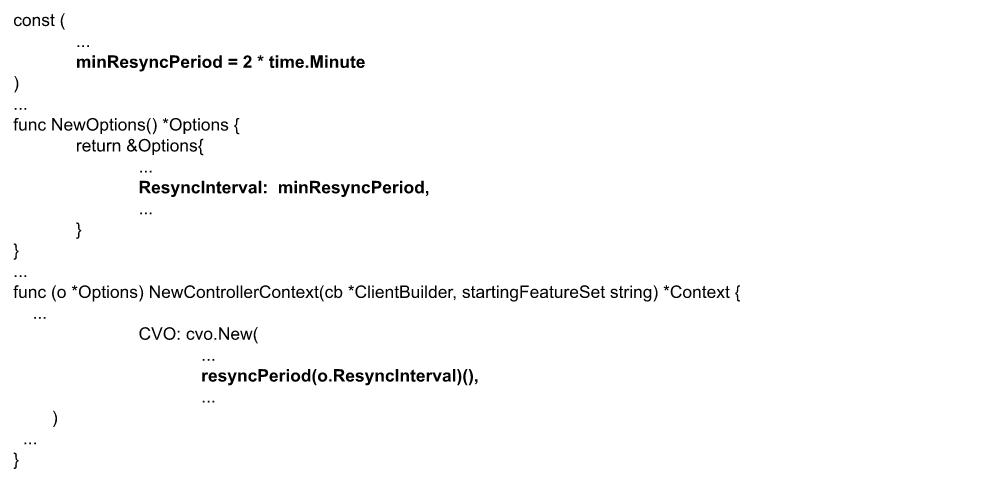 const (
...
minResyncPeriod = 2 * time.Minute
)
...
func NewOptions() *Options {
return &Options{
...
ResyncInterval:  minResyncPeriod,
...
}
}
...
func (o *Options) NewControllerContext(cb *ClientBuilder, startingFeatureSet string) *Context {
...
CVO: cvo.New(
...
resyncPeriod(o.ResyncInterval)(),
...
)
...
}